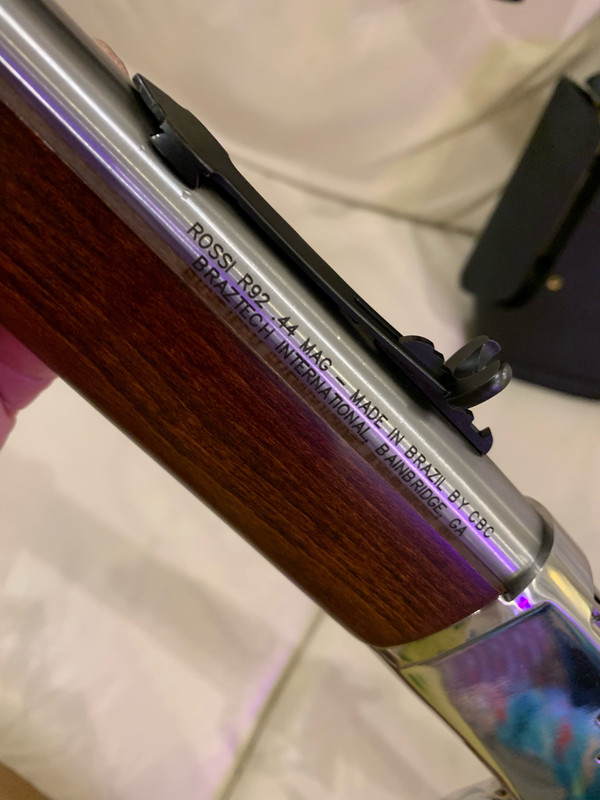 ROSSI R92 .44 MAG – MADE IN BRAZIL BY CBC
BRAZTECH INTERNATIONAL BAINBRIDGE, GA